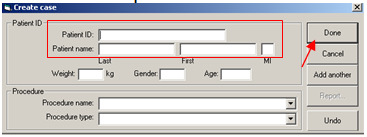 Create case
Patient ID
Patient ID:
Done
Patient name:
Last First MI
Cancel
Weight: kg Gender: Age:
Add another
Procedure
Report...
Procedure name:
Procedure type:
Undo